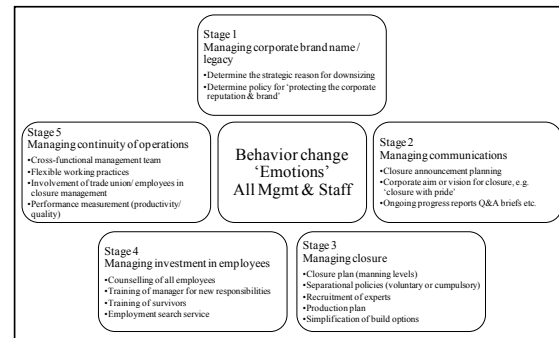 Stage 1
Managing corporate brand name /
legacy
•Determine the strategic reason for downsizing
•Determine policy for ‘protecting the corporate
reputation & brand’
Stage 5
Managing continuity of operations
•Cross-functional management team
•Flexible working practices
•Involvement of trade union/ employees in
closure management
•Performance measurement (productivity/
quality)
Behavior change
‘Emotions’
All Mgmt & Staff
Stage 2
Managing communications
•Closure announcement planning
•Corporate aim or vision for closure, e.g.
‘closure with pride’
•Ongoing progress reports Q&A briefs etc.
Stage 4
Managing investment in employees
•Counselling of all employees
•Training of manager for new responsibilities
•Training of survivors
•Employment search service
Stage 3
Managing closure
•Closure plan (manning levels)
•Separational policies (voluntary or cumpulsory)
•Recruitment of experts
•Production plan
•Simplification of build options